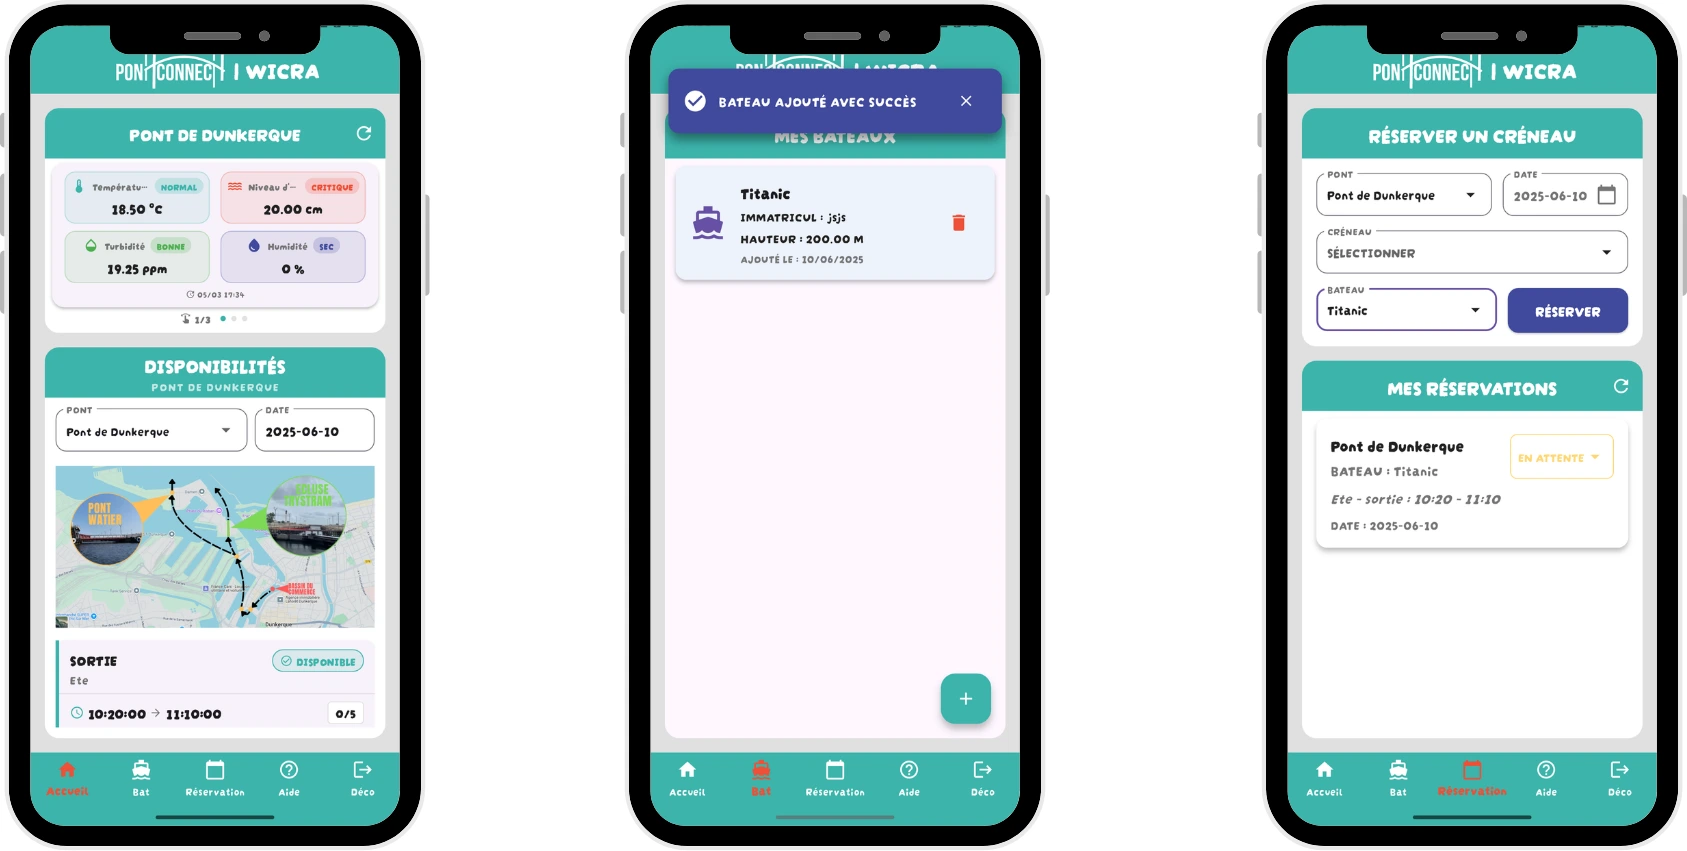 PONTCONNECT | WICRA
PONT DE DUNKERQUE
Températu... NORMAL
18.50 °C
Niveau d'... CRITIQUE
20.00 cm
Turbidité BONNE
19.25 ppm
Humidité SEC
0 %
05/03 17:34
1/3
DISPONIBILITÉS
PONT DE DUNKERQUE
PONT
Pont de Dunkerque
DATE
2025-06-10
PONT
WATIER
ECLUSE
TRYSTRAM
BASSIN DU
COMMERCE
Dunkerque
SORTIE
DISPONIBLE
Ete
10:20:00 → 11:10:00
0/5
Accueil
Bat
Réservation
Aide
Déco
BATEAU AJOUTÉ AVEC SUCCÈS
MES BATEAUX
Titanic
IMMATRICUL : jsjs
HAUTEUR : 200.00 M
AJOUTÉ LE : 10/06/2025
+
Accueil
Bat
Réservation
Aide
Déco
PONTCONNECT | WICRA
RÉSERVER UN CRÉNEAU
PONT
Pont de Dunkerque
DATE
2025-06-10
CRÉNEAU
SÉLECTIONNER
BATEAU
Titanic
RÉSERVER
MES RÉSERVATIONS
Pont de Dunkerque
EN ATTENTE
BATEAU : Titanic
Ete - sortie : 10:20 - 11:10
DATE : 2025-06-10
Accueil
Bat
Réservation
Aide
Déco